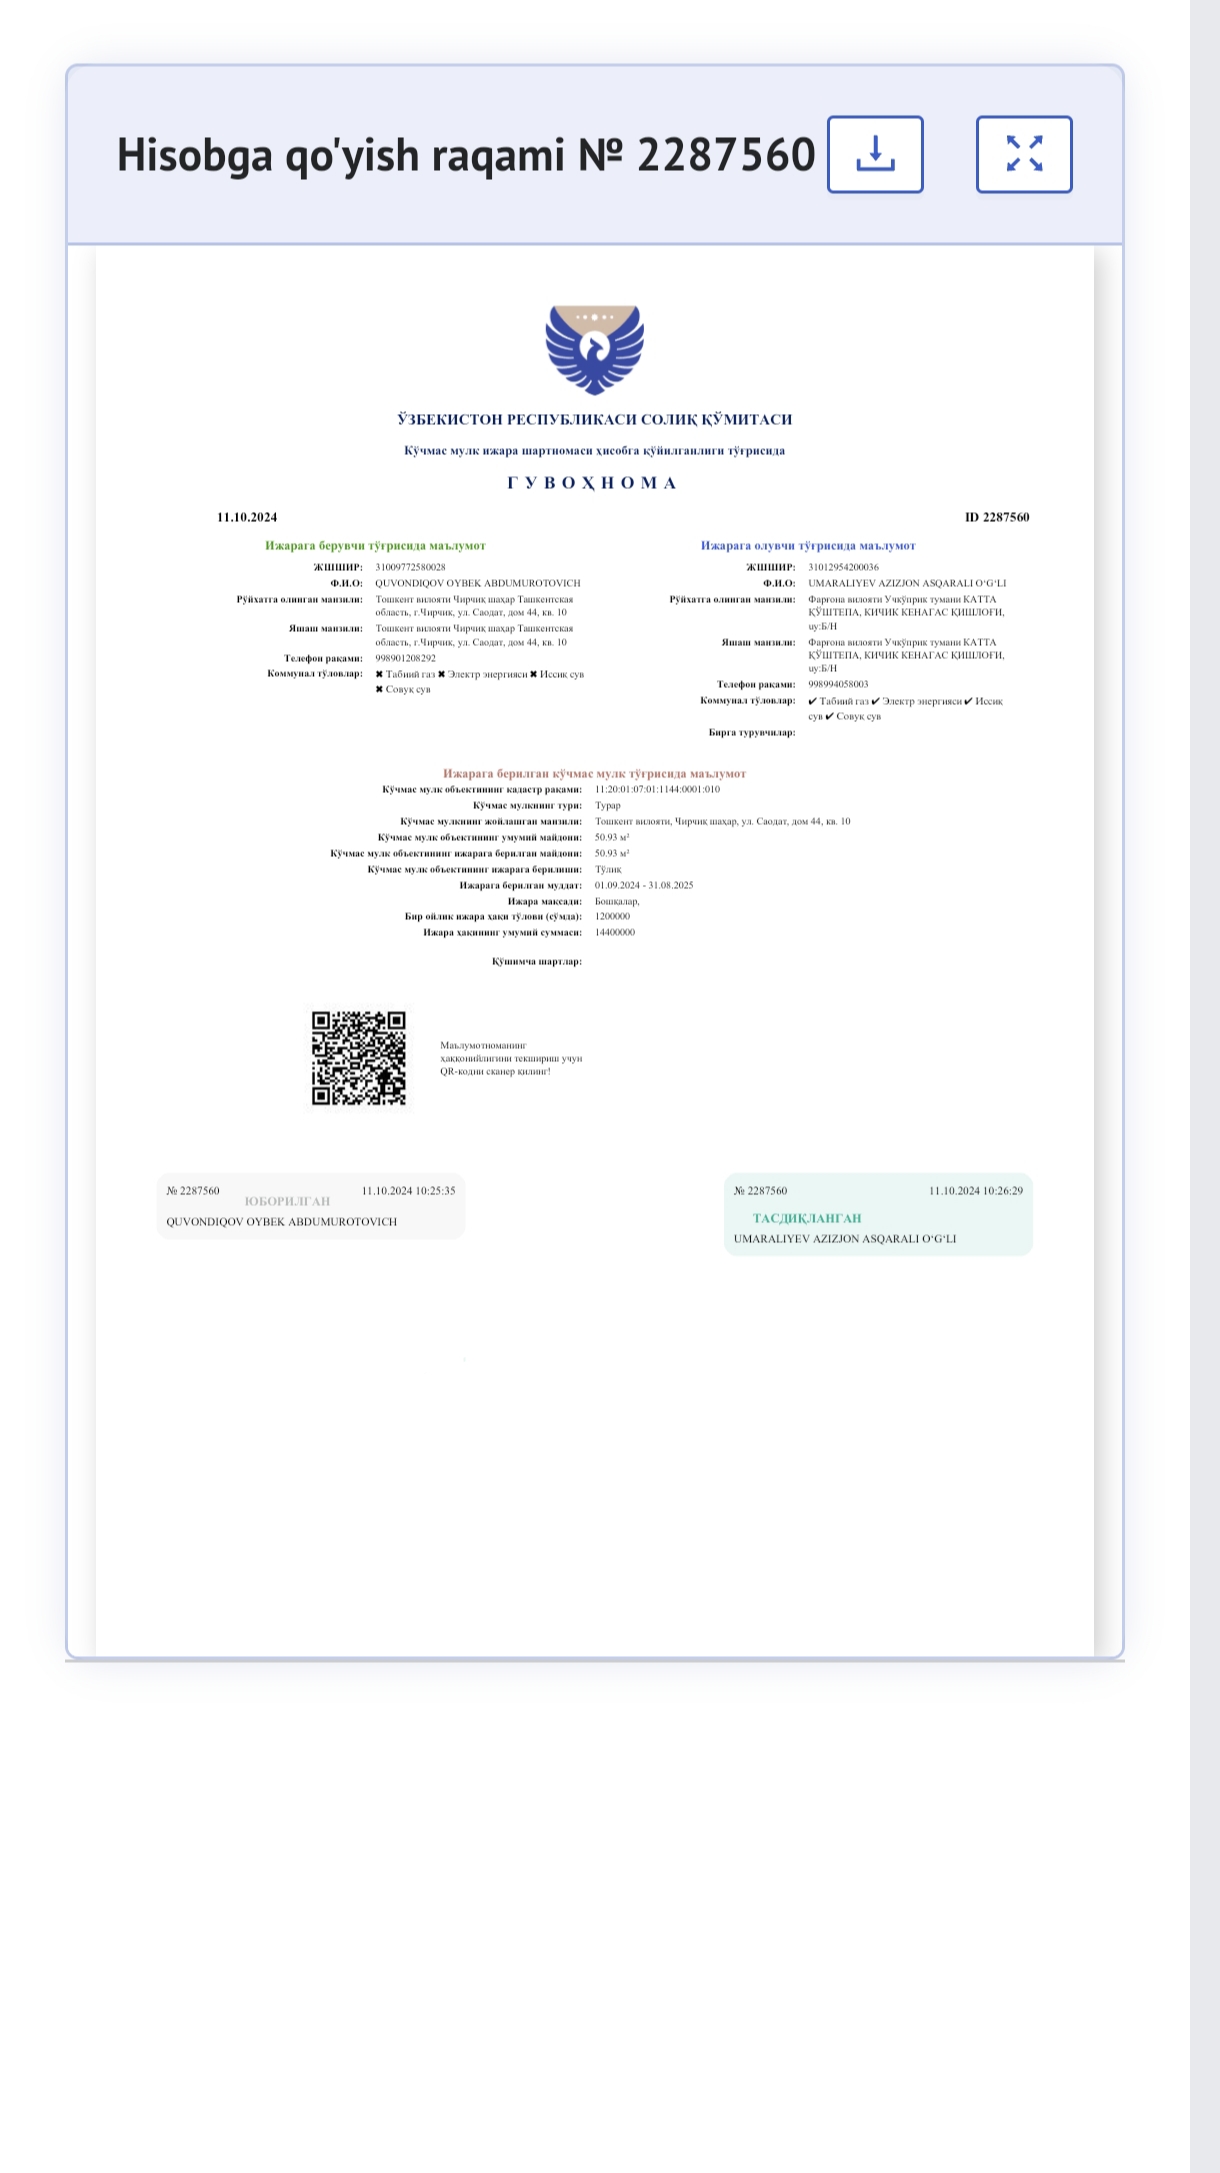 Hisobga qo'yish raqami № 2287560
ЎЗБЕКИСТОН РЕСПУБЛИКАСИ СОЛИҚ ҚЎМИТАСИ
Кўчмас мулк ижара шартномаси ҳисобга қўйилганлиги тўғрисида
ГУВОҲНОМА
11.10.2024
ID 2287560
Ижарага берувчи тўғрисида маълумот
ЖШШИР: 31009772580028
Ф.И.О: QUVONDIQOV OYBEK ABDUMUROTOVICH
Рўйхатга олинган манзили: Тошкент вилояти Чирчиқ шаҳар Ташкентская
область, г.Чирчик, ул. Саодат, дом 44, кв. 10
Яшаш манзили: Тошкент вилояти Чирчиқ шаҳар Ташкентская
область, г.Чирчик, ул. Саодат, дом 44, кв. 10
Телефон рақами: 998901208292
Коммунал тўловлар: ✖ Табиий газ ✖ Электр энергияси ✖ Иссиқ сув
✖ Совуқ сув
Ижарага олувчи тўғрисида маълумот
ЖШШИР: 31012954200036
Ф.И.О: UMARALIYEV AZIZJON ASQARALI O‘G‘LI
Рўйхатга олинган манзили: Фарғона вилояти Учкўприк тумани КАТТА
ҚЎШТЕПА, КИЧИК КЕНАГАС ҚИШЛОҒИ,
uy:Б/Н
Яшаш манзили: Фарғона вилояти Учкўприк тумани КАТТА
ҚЎШТЕПА, КИЧИК КЕНАГАС ҚИШЛОҒИ,
uy:Б/Н
Телефон рақами: 998994058003
Коммунал тўловлар: ✔ Табиий газ ✔ Электр энергияси ✔ Иссиқ
сув ✔ Совуқ сув
Бирга турувчилар:
Ижарага берилган кўчмас мулк тўғрисида маълумот
Кўчмас мулк объектининг кадастр рақами: 11:20:01:07:01:1144:0001:010
Кўчмас мулкнинг тури: Турар
Кўчмас мулкнинг жойлашган манзили: Тошкент вилояти, Чирчиқ шаҳар, ул. Саодат, дом 44, кв. 10
Кўчмас мулк объектининг умумий майдони: 50.93 м²
Кўчмас мулк объектининг ижарага берилган майдони: 50.93 м²
Кўчмас мулк объектининг ижарага берилиши: Тўлиқ
Ижарага берилган муддат: 01.09.2024 - 31.08.2025
Ижара мақсади: Бошқалар,
Бир ойлик ижара ҳақи тўлови (сўмда): 1200000
Ижара ҳақининг умумий суммаси: 14400000
Қўшимча шартлар:
Маълумотноманинг
ҳаққонийлигини текшириш учун
QR-кодни сканер қилинг!
№ 2287560 11.10.2024 10:25:35
ЮБОРИЛГАН
QUVONDIQOV OYBEK ABDUMUROTOVICH
№ 2287560 11.10.2024 10:26:29
ТАСДИҚЛАНГАН
UMARALIYEV AZIZJON ASQARALI O‘G‘LI